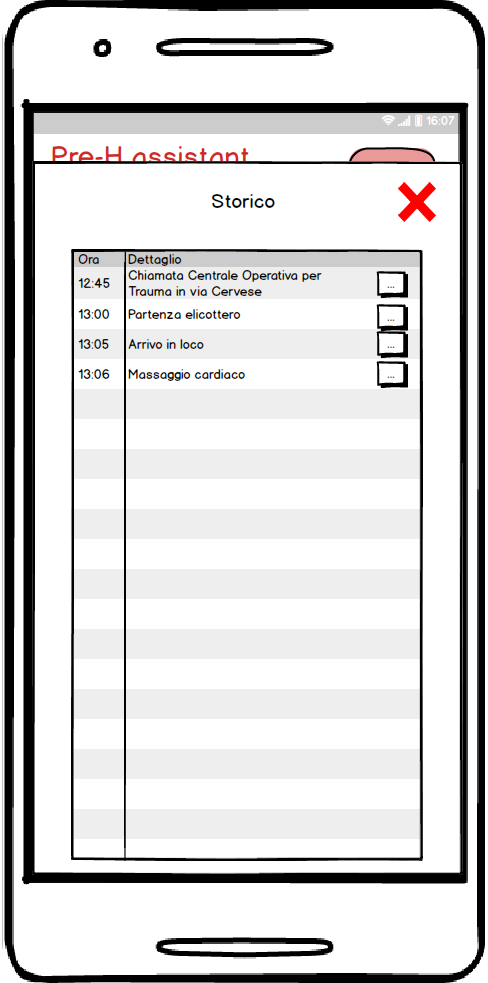 16:07
Pre-H assistant
Storico
Ora Dettaglio
12:45 Chiamata Centrale Operativa per
Trauma in via Cervese
...
13:00 Partenza elicottero ...
13:05 Arrivo in loco ...
13:06 Massaggio cardiaco ...